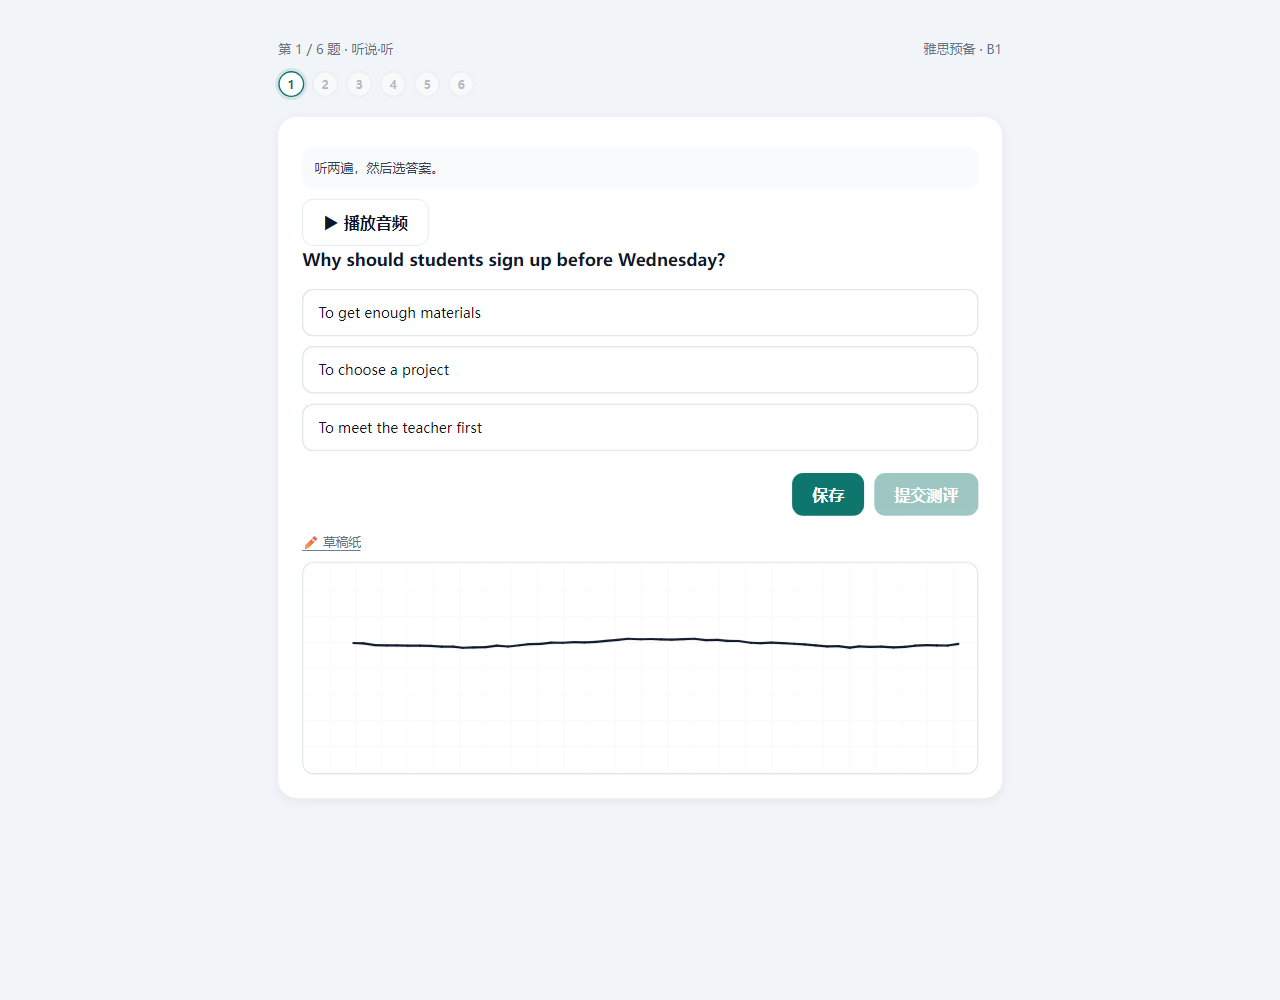 第 1 / 6 题 · 听说·听
雅思预备 · B1
1 2 3 4 5 6
听两遍，然后选答案。
▶ 播放音频
Why should students sign up before Wednesday?
To get enough materials
To choose a project
To meet the teacher first
保存
提交测评
草稿纸